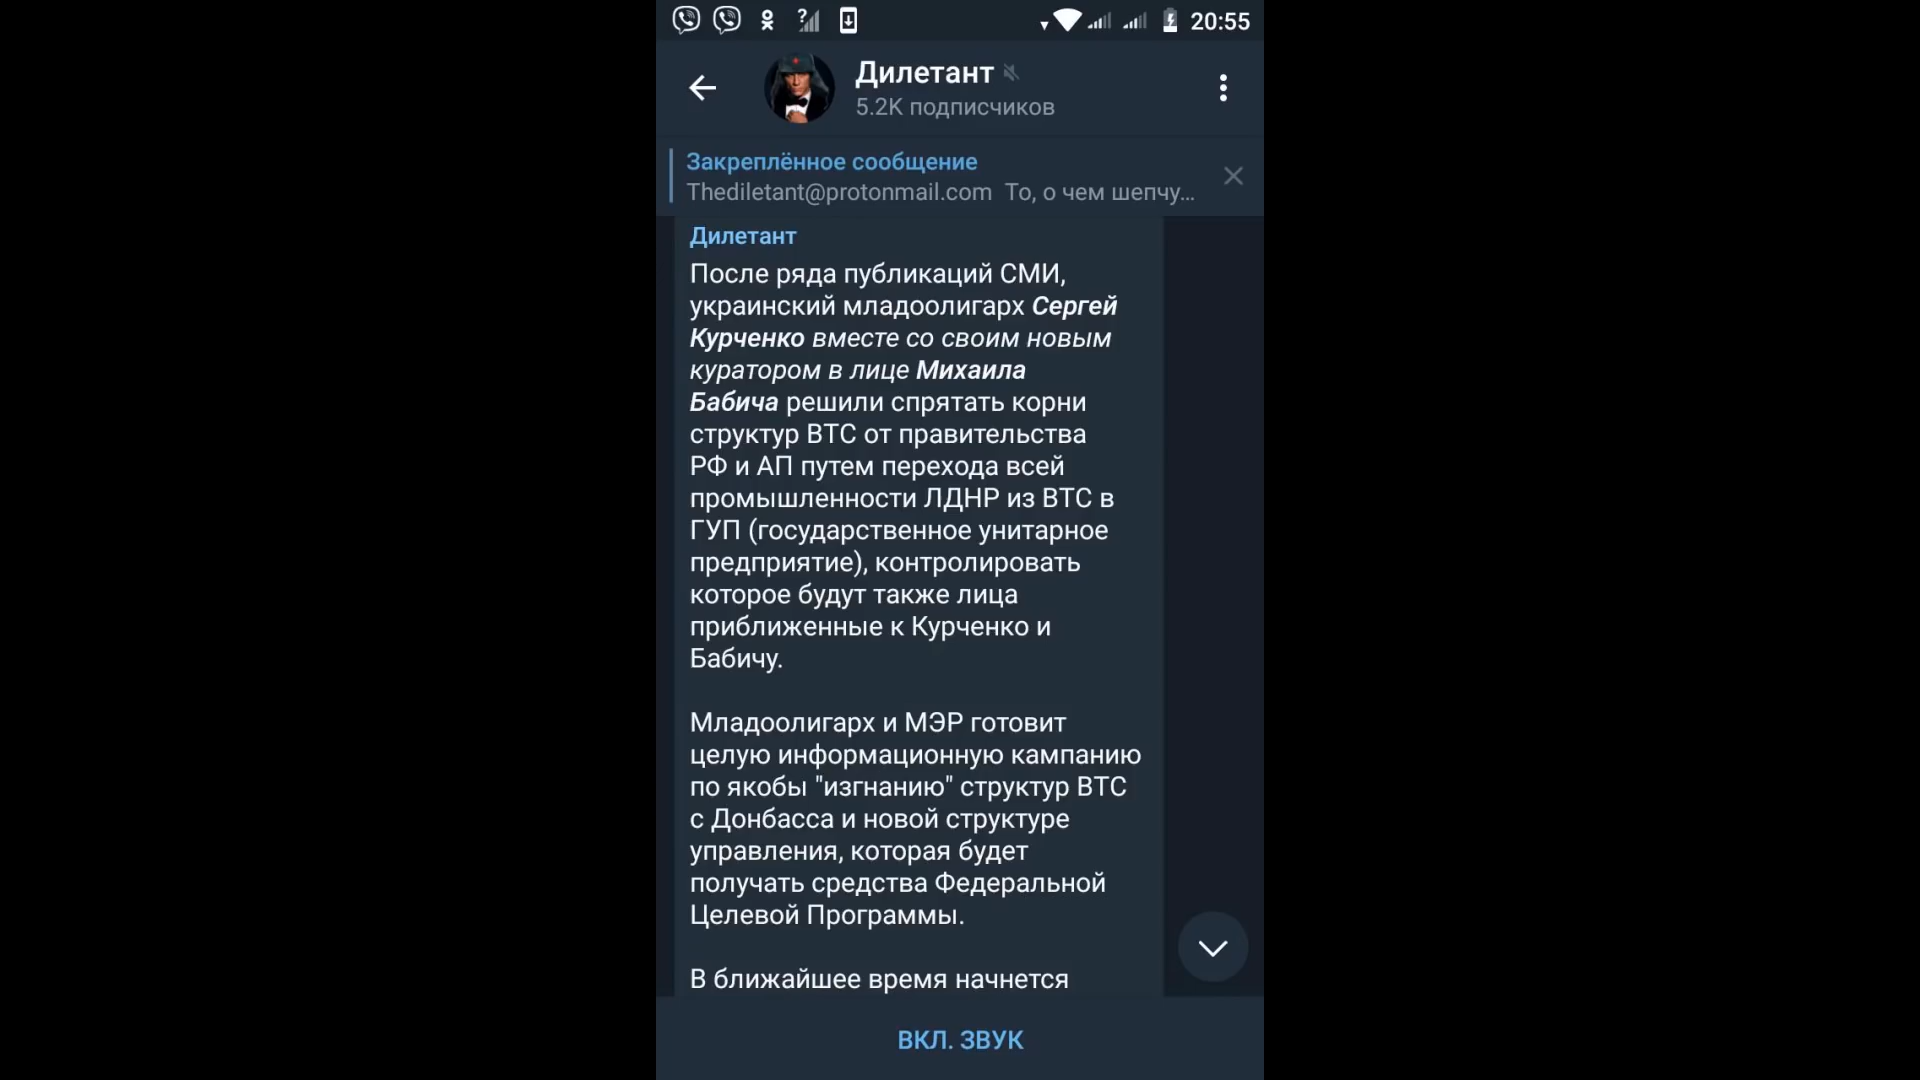 20:55
Дилетант
5.2K подписчиков
Закреплённое сообщение
Thediletant@protonmail.com То, о чем шепчу...
Дилетант
После ряда публикаций СМИ,
украинский младоолигарх Сергей
Курченко вместе со своим новым
куратором в лице Михаила
Бабича решили спрятать корни
структур ВТС от правительства
РФ и АП путем перехода всей
промышленности ЛДНР из ВТС в
ГУП (государственное унитарное
предприятие), контролировать
которое будут также лица
приближенные к Курченко и
Бабичу.
Младоолигарх и МЭР готовит
целую информационную кампанию
по якобы "изгнанию" структур ВТС
с Донбасса и новой структуре
управления, которая будет
получать средства Федеральной
Целевой Программы.
В ближайшее время начнется
ВКЛ. ЗВУК